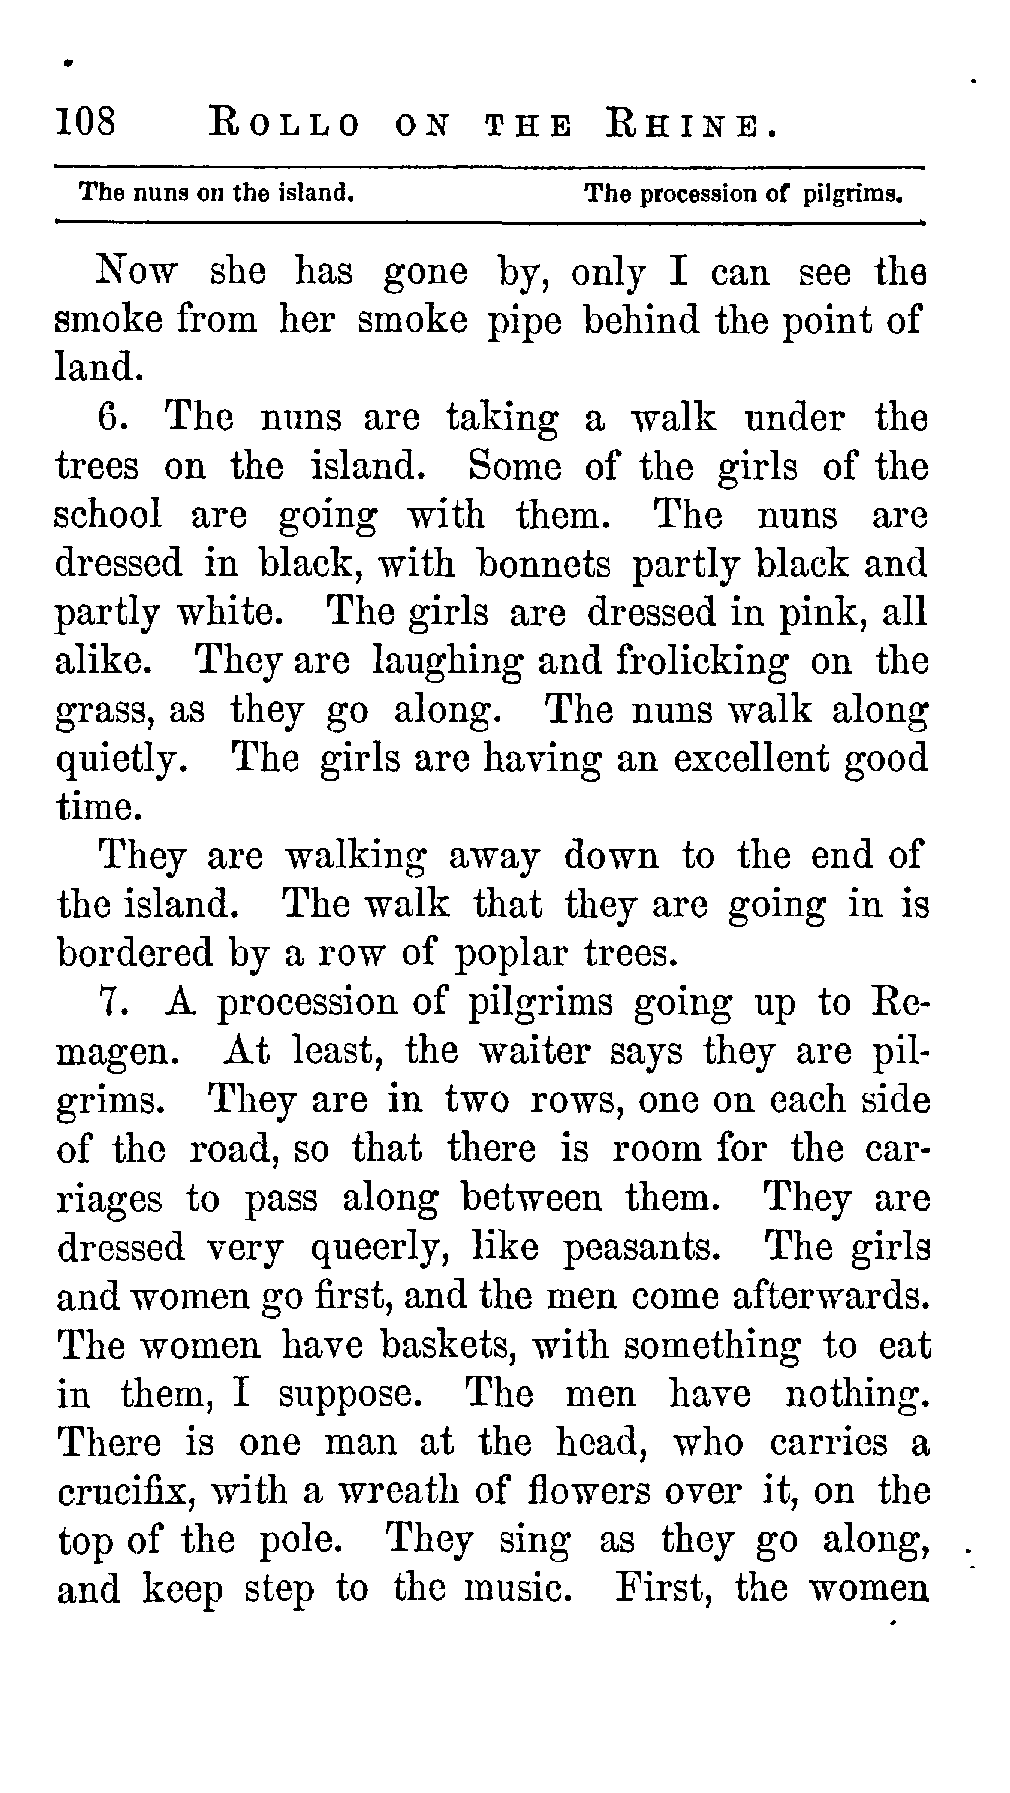 108 ROLLO ON THE RHINE.
The nuns on the island. The procession of pilgrims.
Now she has gone by, only I can see the
smoke from her smoke pipe behind the point of
land.
6. The nuns are taking a walk under the
trees on the island. Some of the girls of the
school are going with them. The nuns are
dressed in black, with bonnets partly black and
partly white. The girls are dressed in pink, all
alike. They are laughing and frolicking on the
grass, as they go along. The nuns walk along
quietly. The girls are having an excellent good
time.
They are walking away down to the end of
the island. The walk that they are going in is
bordered by a row of poplar trees.
7. A procession of pilgrims going up to Re-
magen. At least, the waiter says they are pil-
grims. They are in two rows, one on each side
of the road, so that there is room for the car-
riages to pass along between them. They are
dressed very queerly, like peasants. The girls
and women go first, and the men come afterwards.
The women have baskets, with something to eat
in them, I suppose. The men have nothing.
There is one man at the head, who carries a
crucifix, with a wreath of flowers over it, on the
top of the pole. They sing as they go along,
and keep step to the music. First, the women